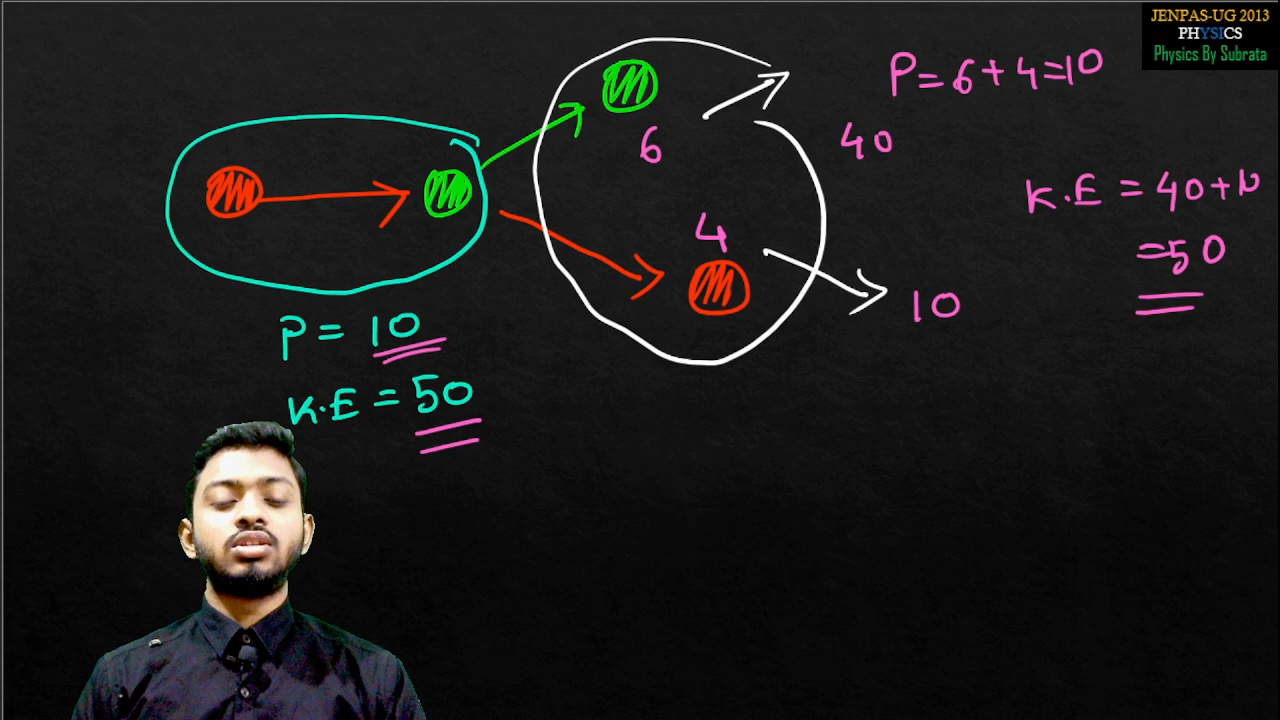 JENPAS-UG 2013
PHYSICS
Physics By Subrata
P = 6 + 4 = 10
6
40
K.E = 40 + 10
= 50
4
10
P = 10
K.E = 50